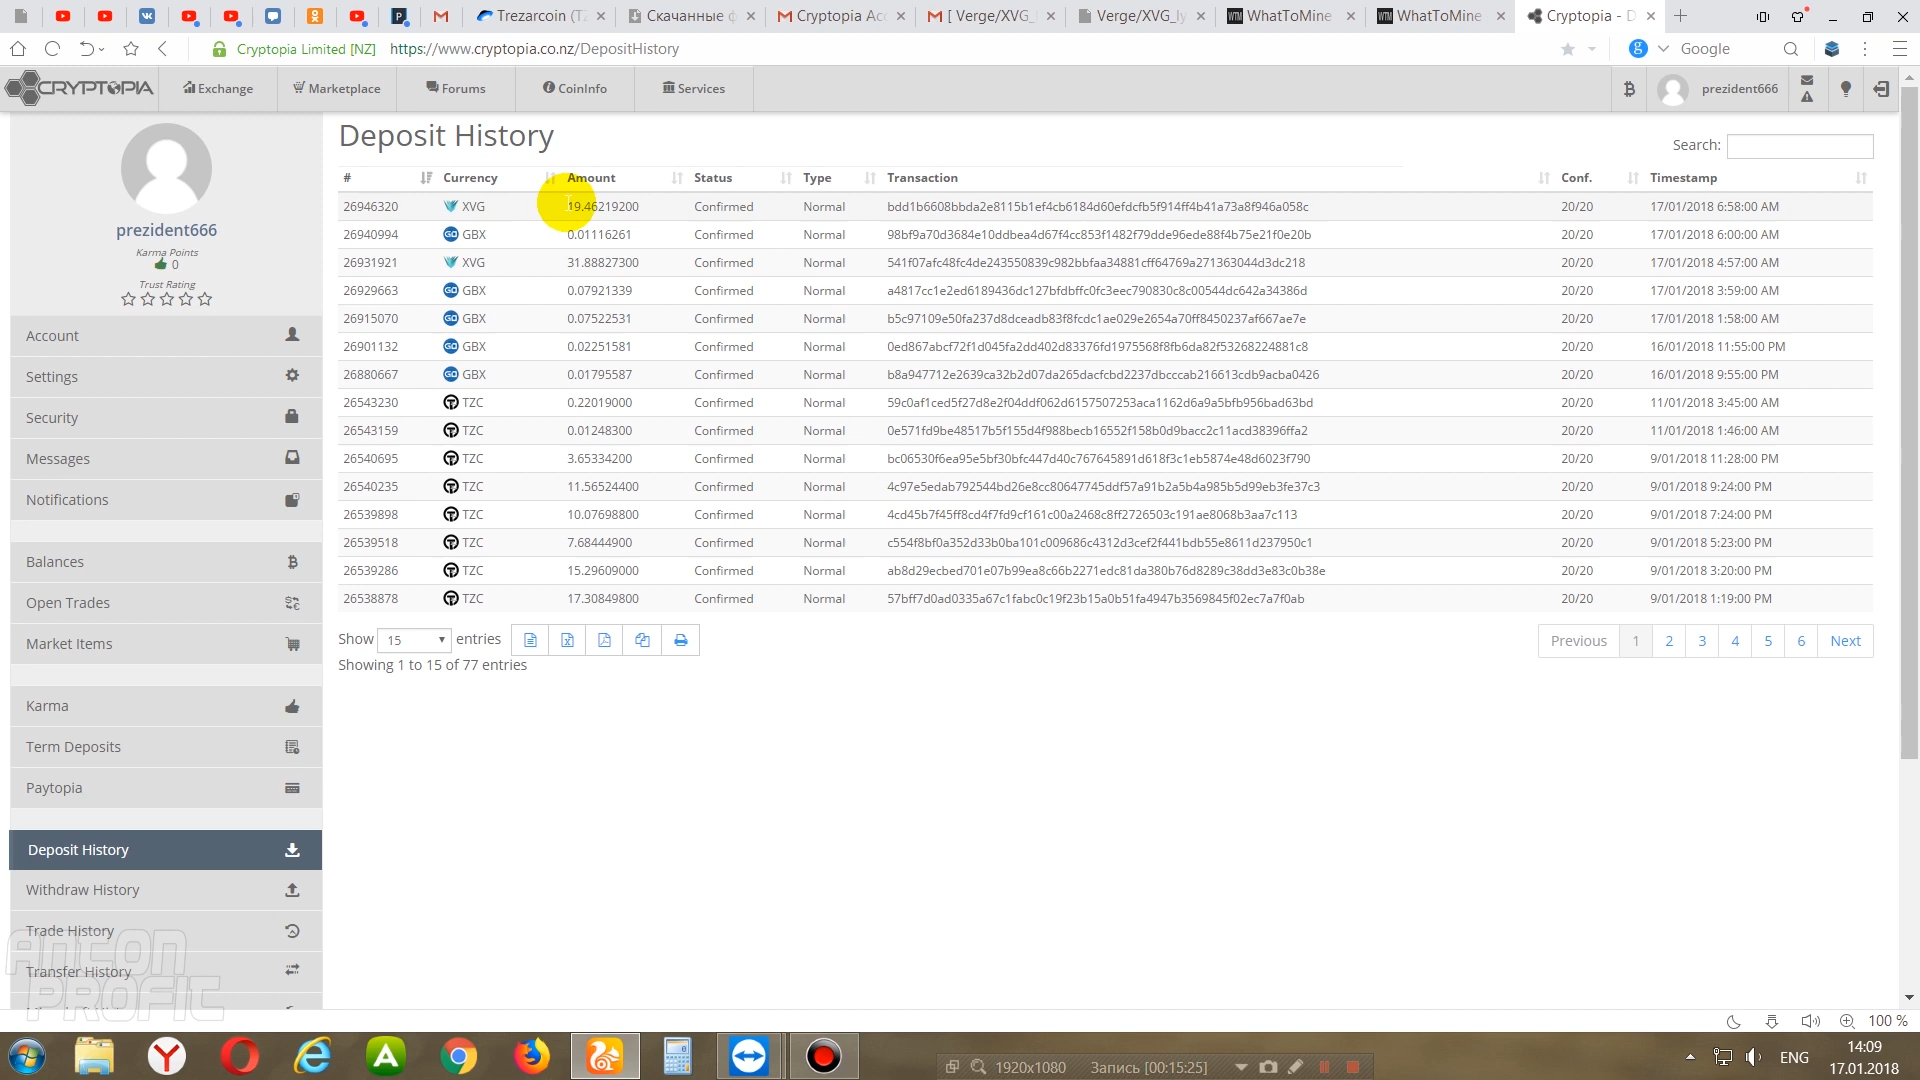 Trezarcoin (T
Скачанные ф
Cryptopia Acc
[ Verge/XVG_
Verge/XVG_ly
WhatToMine
WhatToMine
Cryptopia - D
Cryptopia Limited [NZ] https://www.cryptopia.co.nz/DepositHistory
Google
CRYPTOPIA Exchange Marketplace Forums CoinInfo Services prezident666
prezident666
Karma Points
0
Trust Rating
Account
Settings
Security
Messages
Notifications
Balances
Open Trades
Market Items
Karma
Term Deposits
Paytopia
Deposit History
Withdraw History
Trade History
Transfer History
ANTON
PROFIT
Deposit History
Search:
# Currency Amount Status Type Transaction Conf. Timestamp
26946320 XVG 19.46219200 Confirmed Normal bdd1b6608bbda2e8115b1ef4cb6184d60efdcfb5f914ff4b41a73a8f946a058c 20/20 17/01/2018 6:58:00 AM
26940994 GBX 0.01116261 Confirmed Normal 98bf9a70d3684e10ddbea4d67f4cc853f1482f79dde96ede88f4b75e21f0e20b 20/20 17/01/2018 6:00:00 AM
26931921 XVG 31.88827300 Confirmed Normal 541f07afc48fc4de243550839c982bbfaa34881cff64769a271363044d3dc218 20/20 17/01/2018 4:57:00 AM
26929663 GBX 0.07921339 Confirmed Normal a4817cc1e2ed6189436dc127bfdbffc0fc3eec790830c8c00544dc642a34386d 20/20 17/01/2018 3:59:00 AM
26915070 GBX 0.07522531 Confirmed Normal b5c97109e50fa237d8dceadb83f8fcdc1ae029e2654a70ff8450237af667ae7e 20/20 17/01/2018 1:58:00 AM
26901132 GBX 0.02251581 Confirmed Normal 0ed867abcf72f1d045fa2dd402d83376fd1975568f8fb6da82f53268224881c8 20/20 16/01/2018 11:55:00 PM
26880667 GBX 0.01795587 Confirmed Normal b8a947712e2639ca32b2d07da265dacfcbd2237dbcccab216613cdb9acba0426 20/20 16/01/2018 9:55:00 PM
26543230 TZC 0.22019000 Confirmed Normal 59c0af1ced5f27d8e2f04ddf062d6157507253aca1162d6a9a5bfb956bad63bd 20/20 11/01/2018 3:45:00 AM
26543159 TZC 0.01248300 Confirmed Normal 0e571fd9be48517b5f155d4f988becb16552f158b0d9bacc2c11acd38396ffa2 20/20 11/01/2018 1:46:00 AM
26540695 TZC 3.65334200 Confirmed Normal bc06530f6ea95e5bf30bfc447d40c767645891d618f3c1eb5874e48d6023f790 20/20 9/01/2018 11:28:00 PM
26540235 TZC 11.56524400 Confirmed Normal 4c97e5edab792544bd26e8cc80647745ddf57a91b2a5b4a985b5d99eb3fe37c3 20/20 9/01/2018 9:24:00 PM
26539898 TZC 10.07698800 Confirmed Normal 4cd45b7f45ff8cd4f7fd9cf161c00a2468c8ff2726503c191ae8068b3aa7c113 20/20 9/01/2018 7:24:00 PM
26539518 TZC 7.68444900 Confirmed Normal c554f8bf0a352d33b0ba101c009686c4312d3cef2f441bdb55e8611d237950c1 20/20 9/01/2018 5:23:00 PM
26539286 TZC 15.29609000 Confirmed Normal ab8d29ecbed701e07b99ea8c66b2271edc81da380b76d8289c38dd3e83c0b38e 20/20 9/01/2018 3:20:00 PM
26538878 TZC 17.30849800 Confirmed Normal 57bff7d0ad0335a67c1fabc0c19f23b15a0b51fa4947b3569845f02ec7a7f0ab 20/20 9/01/2018 1:19:00 PM
Show 15 entries
Previous 1 2 3 4 5 6 Next
Showing 1 to 15 of 77 entries
100 %
1920x1080 Запись [00:15:25]
ENG
14:09
17.01.2018